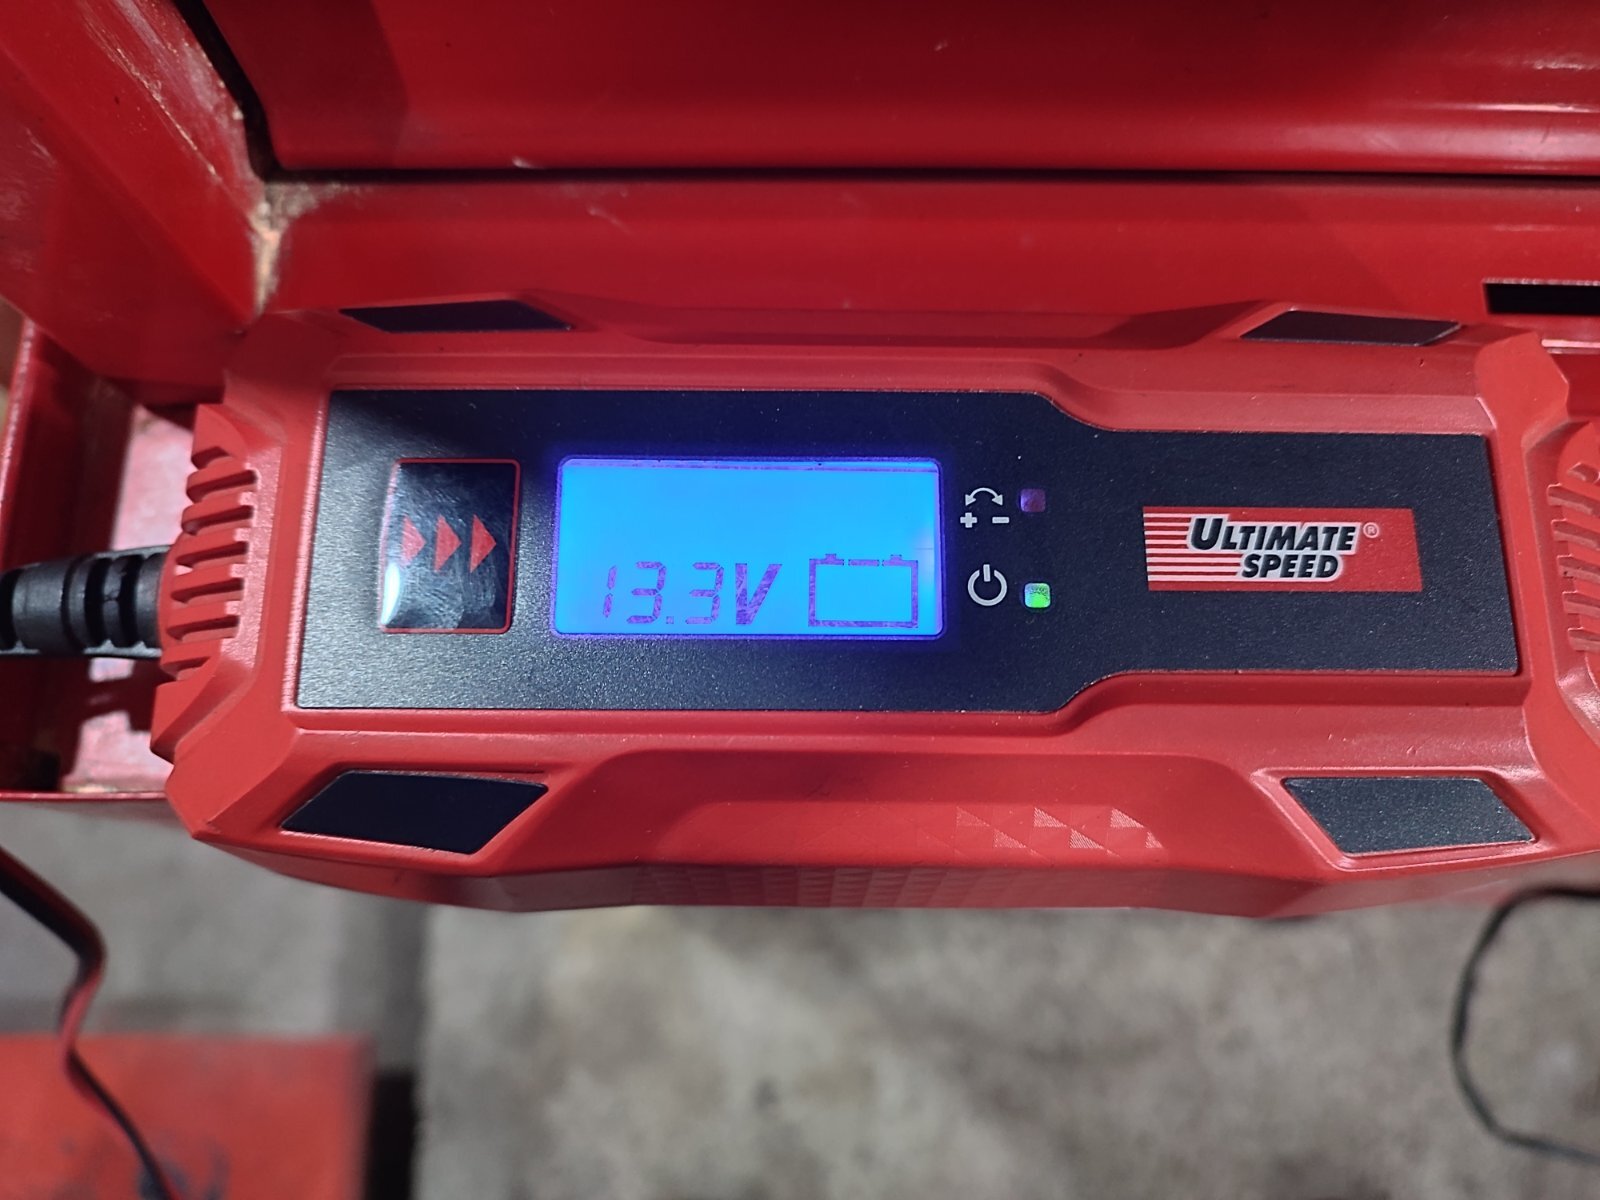 13.3V
+ -
ULTIMATE®
SPEED